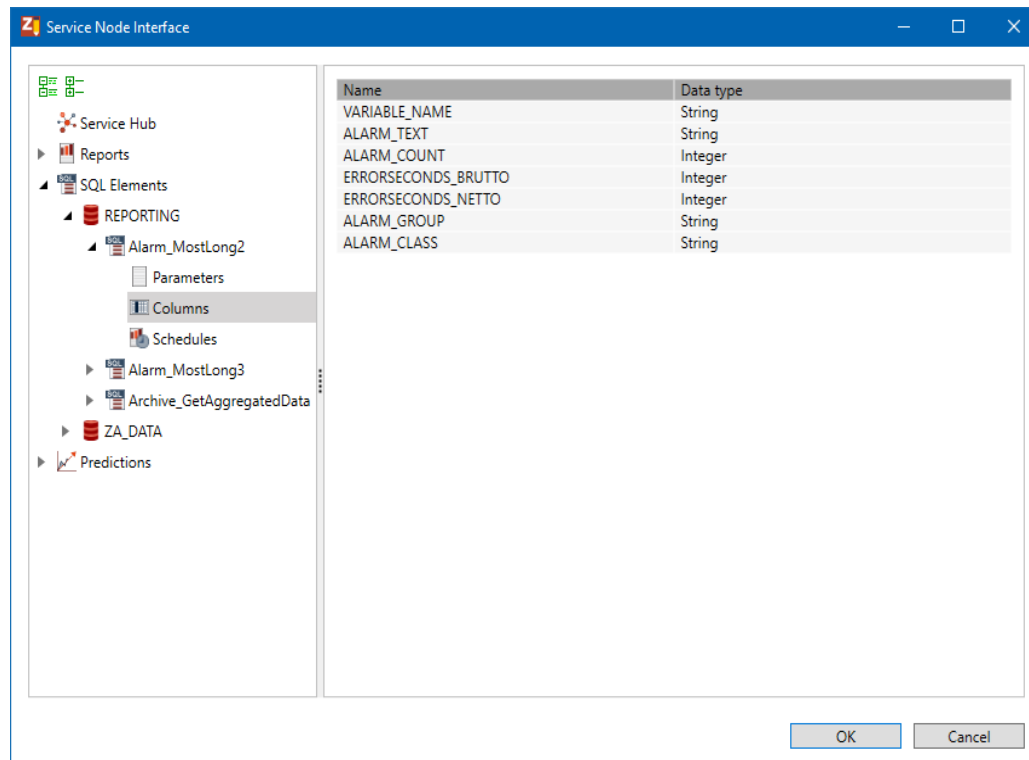 Service Node Interface
Service Hub
Reports
SQL Elements
REPORTING
Alarm_MostLong2
Parameters
Columns
Schedules
Alarm_MostLong3
Archive_GetAggregatedData
ZA_DATA
Predictions
Name Data type
VARIABLE_NAME String
ALARM_TEXT String
ALARM_COUNT Integer
ERRORSECONDS_BRUTTO Integer
ERRORSECONDS_NETTO Integer
ALARM_GROUP String
ALARM_CLASS String
OK Cancel